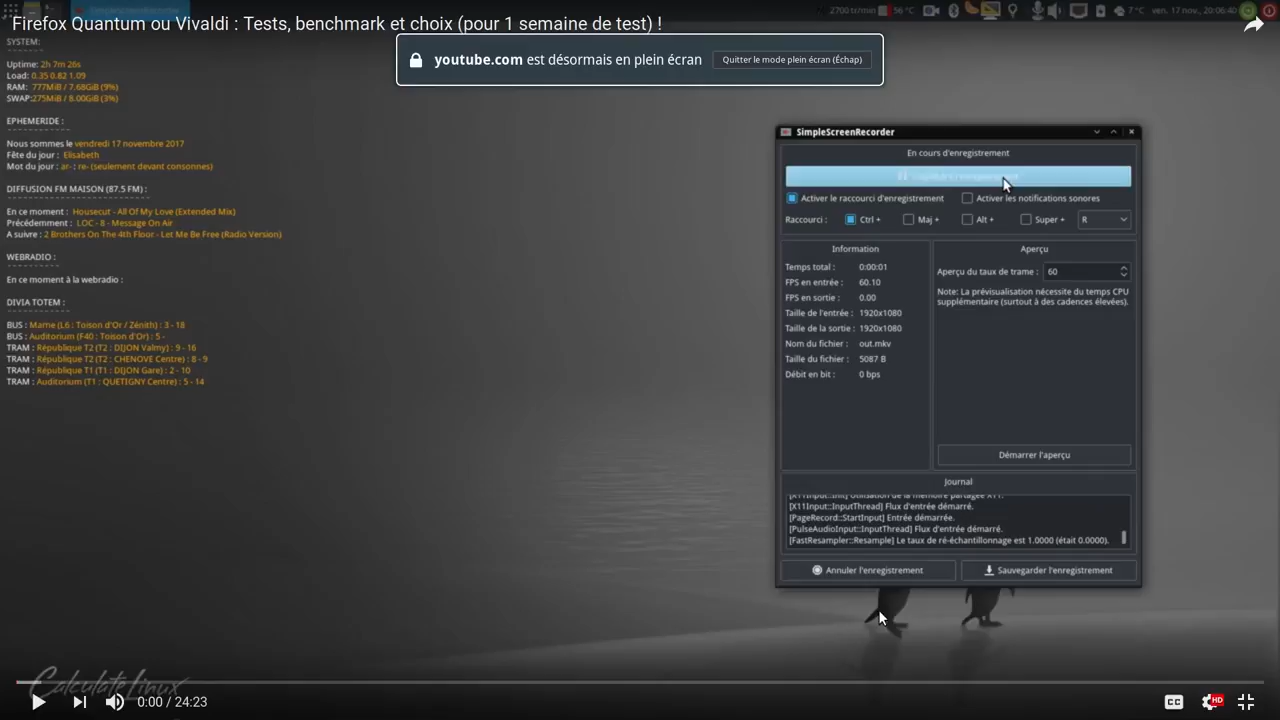 Firefox Quantum ou Vivaldi : Tests, benchmark et choix (pour 1 semaine de test) !
2700 tr/min
56 °C
7 °C
ven. 17 nov., 20:06:40
youtube.com est désormais en plein écran
Quitter le mode plein écran (Échap)
SYSTEM:
Uptime: 2h 7m 26s
Load: 0.35 0.82 1.09
RAM: 777MiB / 7.68GiB (9%)
SWAP:275MiB / 8.00GiB (3%)
EPHEMERIDE :
Nous sommes le vendredi 17 novembre 2017
Fête du jour : Elisabeth
Mot du jour : ar- : re- (seulement devant consonnes)
DIFFUSION FM MAISON (87.5 FM) :
En ce moment : Housecut - All Of My Love (Extended Mix)
Précédemment : LOC - 8 - Message On Air
A suivre : 2 Brothers On The 4th Floor - Let Me Be Free (Radio Version)
WEBRADIO :
En ce moment à la webradio :
DIVIA TOTEM :
BUS : Marne (L6 : Toison d'Or / Zénith) : 3 - 18
BUS : Auditorium (F40 : Toison d'Or) : 5 -
TRAM : République T2 (T2 : DIJON Valmy) : 9 - 16
TRAM : République T2 (T2 : CHENOVE Centre) : 8 - 9
TRAM : République T1 (T1 : DIJON Gare) : 2 - 10
TRAM : Auditorium (T1 : QUETIGNY Centre) : 5 - 14
SimpleScreenRecorder
En cours d'enregistrement
Activer le raccourci d'enregistrement
Activer les notifications sonores
Raccourci : Ctrl + Maj + Alt + Super + R
Information
Temps total : 0:00:01
FPS en entrée : 60.10
FPS en sortie : 0.00
Taille de l'entrée : 1920x1080
Taille de la sortie : 1920x1080
Nom du fichier : out.mkv
Taille du fichier : 5087 B
Débit en bit : 0 bps
Aperçu
Aperçu du taux de trame : 60
Note: La prévisualisation nécessite du temps CPU
supplémentaire (surtout à des cadences élevées).
Démarrer l'aperçu
Journal
[X11Input::Init] Utilisation de la mémoire partagée X11.
[X11Input::InputThread] Flux d'entrée démarré.
[PageRecord::StartInput] Entrée démarrée.
[PulseAudioInput::InputThread] Flux d'entrée démarré.
[FastResampler::Resample] Le taux de ré-échantillonnage est 1.0000 (était 0.0000).
Annuler l'enregistrement
Sauvegarder l'enregistrement
Calculate Linux
0:00 / 24:23
CC
HD